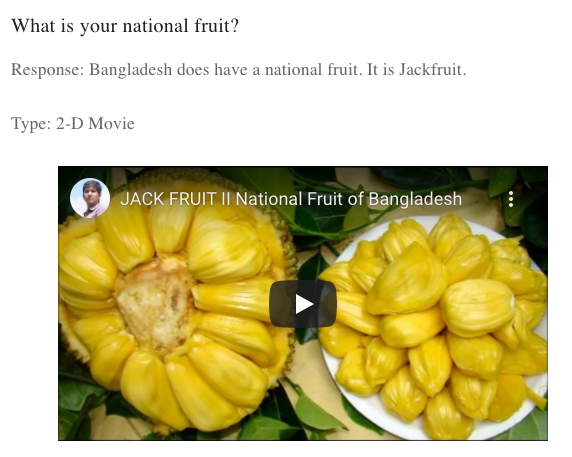 What is your national fruit?
Response: Bangladesh does have a national fruit. It is Jackfruit.
Type: 2-D Movie
JACK FRUIT II National Fruit of Bangladesh